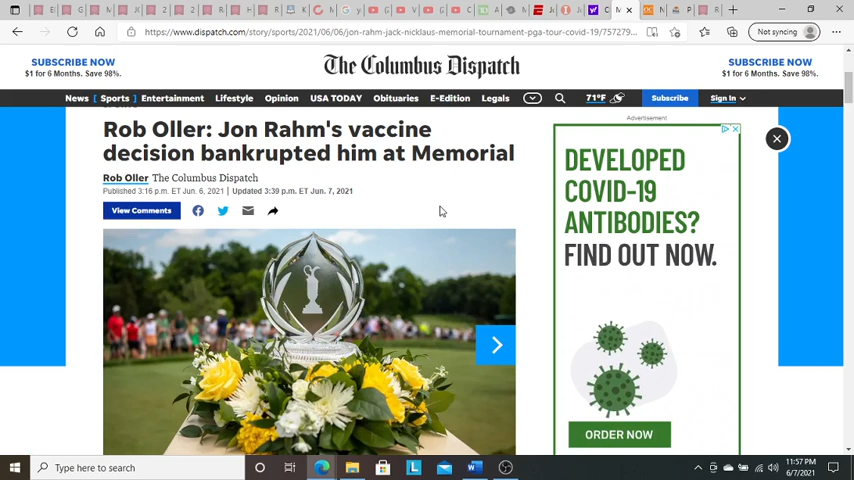 Not syncing
https://www.dispatch.com/story/sports/2021/06/06/jon-rahm-jack-nicklaus-memorial-tournament-pga-tour-covid-19/757279...
SUBSCRIBE NOW
$1 for 6 Months. Save 98%.
The Columbus Dispatch
SUBSCRIBE NOW
$1 for 6 Months. Save 98%.
News [ Sports ] Entertainment Lifestyle Opinion USA TODAY Obituaries E-Edition Legals 71°F Subscribe Sign In
Rob Oller: Jon Rahm's vaccine
decision bankrupted him at Memorial
Rob Oller The Columbus Dispatch
Published 3:16 p.m. ET Jun. 6, 2021 | Updated 3:39 p.m. ET Jun. 7, 2021
View Comments
Advertisement
DEVELOPED
COVID-19
ANTIBODIES?
FIND OUT NOW.
ORDER NOW
Type here to search
11:57 PM
6/7/2021